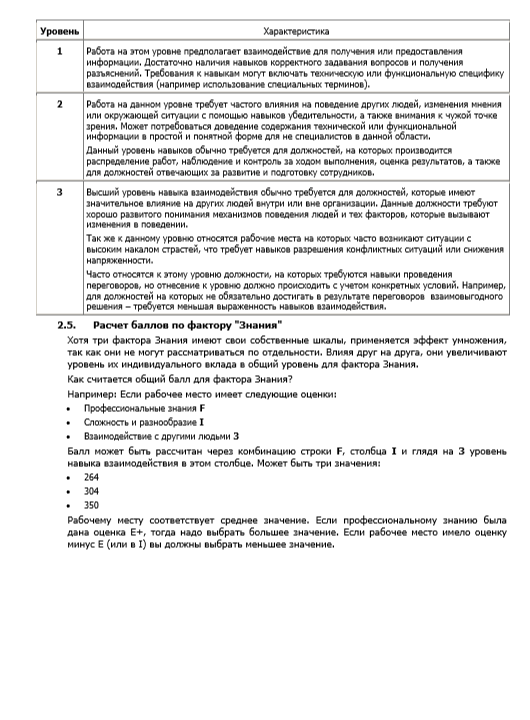 Уровень Характеристика
1 Работа на этом уровне предполагает взаимодействие для получения или предоставления
информации. Достаточно наличия навыков корректного задавания вопросов и получения
разъяснений. Требования к навыкам могут включать техническую или функциональную специфику
взаимодействия (например использование специальных терминов).
2 Работа на данном уровне требует частого влияния на поведение других людей, изменения мнения
или окружающей ситуации с помощью навыков убедительности, а также внимания к чужой точке
зрения. Может потребоваться доведение содержания технической или функциональной
информации в простой и понятной форме для не специалистов в данной области.
Данный уровень навыков обычно требуется для должностей, на которых производится
распределение работ, наблюдение и контроль за ходом выполнения, оценка результатов, а также
для должностей отвечающих за развитие и подготовку сотрудников.
3 Высший уровень навыка взаимодействия обычно требуется для должностей, которые имеют
значительное влияние на других людей внутри или вне организации. Данные должности требуют
хорошо развитого понимания механизмов поведения людей и тех факторов, которые вызывают
изменения в поведении.
Так же к данному уровню относятся рабочие места на которых часто возникают ситуации с
высоким накалом страстей, что требует навыков разрешения конфликтных ситуаций или снижения
напряженности.
Часто относятся к этому уровню должности, на которых требуются навыки проведения
переговоров, но отнесение к уровню должно происходить с учетом конкретных условий. Например,
для должностей на которых не обязательно достигать в результате переговоров взаимовыгодного
решения – требуется меньшая выраженность навыков взаимодействия.
2.5. Расчет баллов по фактору "Знания"
Хотя три фактора Знания имеют свои собственные шкалы, применяется эффект умножения,
так как они не могут рассматриваться по отдельности. Влияя друг на друга, они увеличивают
уровень их индивидуального вклада в общий уровень для фактора Знания.
Как считается общий балл для фактора Знания?
Например: Если рабочее место имеет следующие оценки:
• Профессиональные знания F
• Сложность и разнообразие I
• Взаимодействие с другими людьми 3
Балл может быть рассчитан через комбинацию строки F, столбца I и глядя на 3 уровень
навыка взаимодействия в этом столбце. Может быть три значения:
• 264
• 304
• 350
Рабочему месту соответствует среднее значение. Если профессиональному знанию была
дана оценка E+, тогда надо выбрать большее значение. Если рабочее место имело оценку
минус E (или в I) вы должны выбрать меньшее значение.